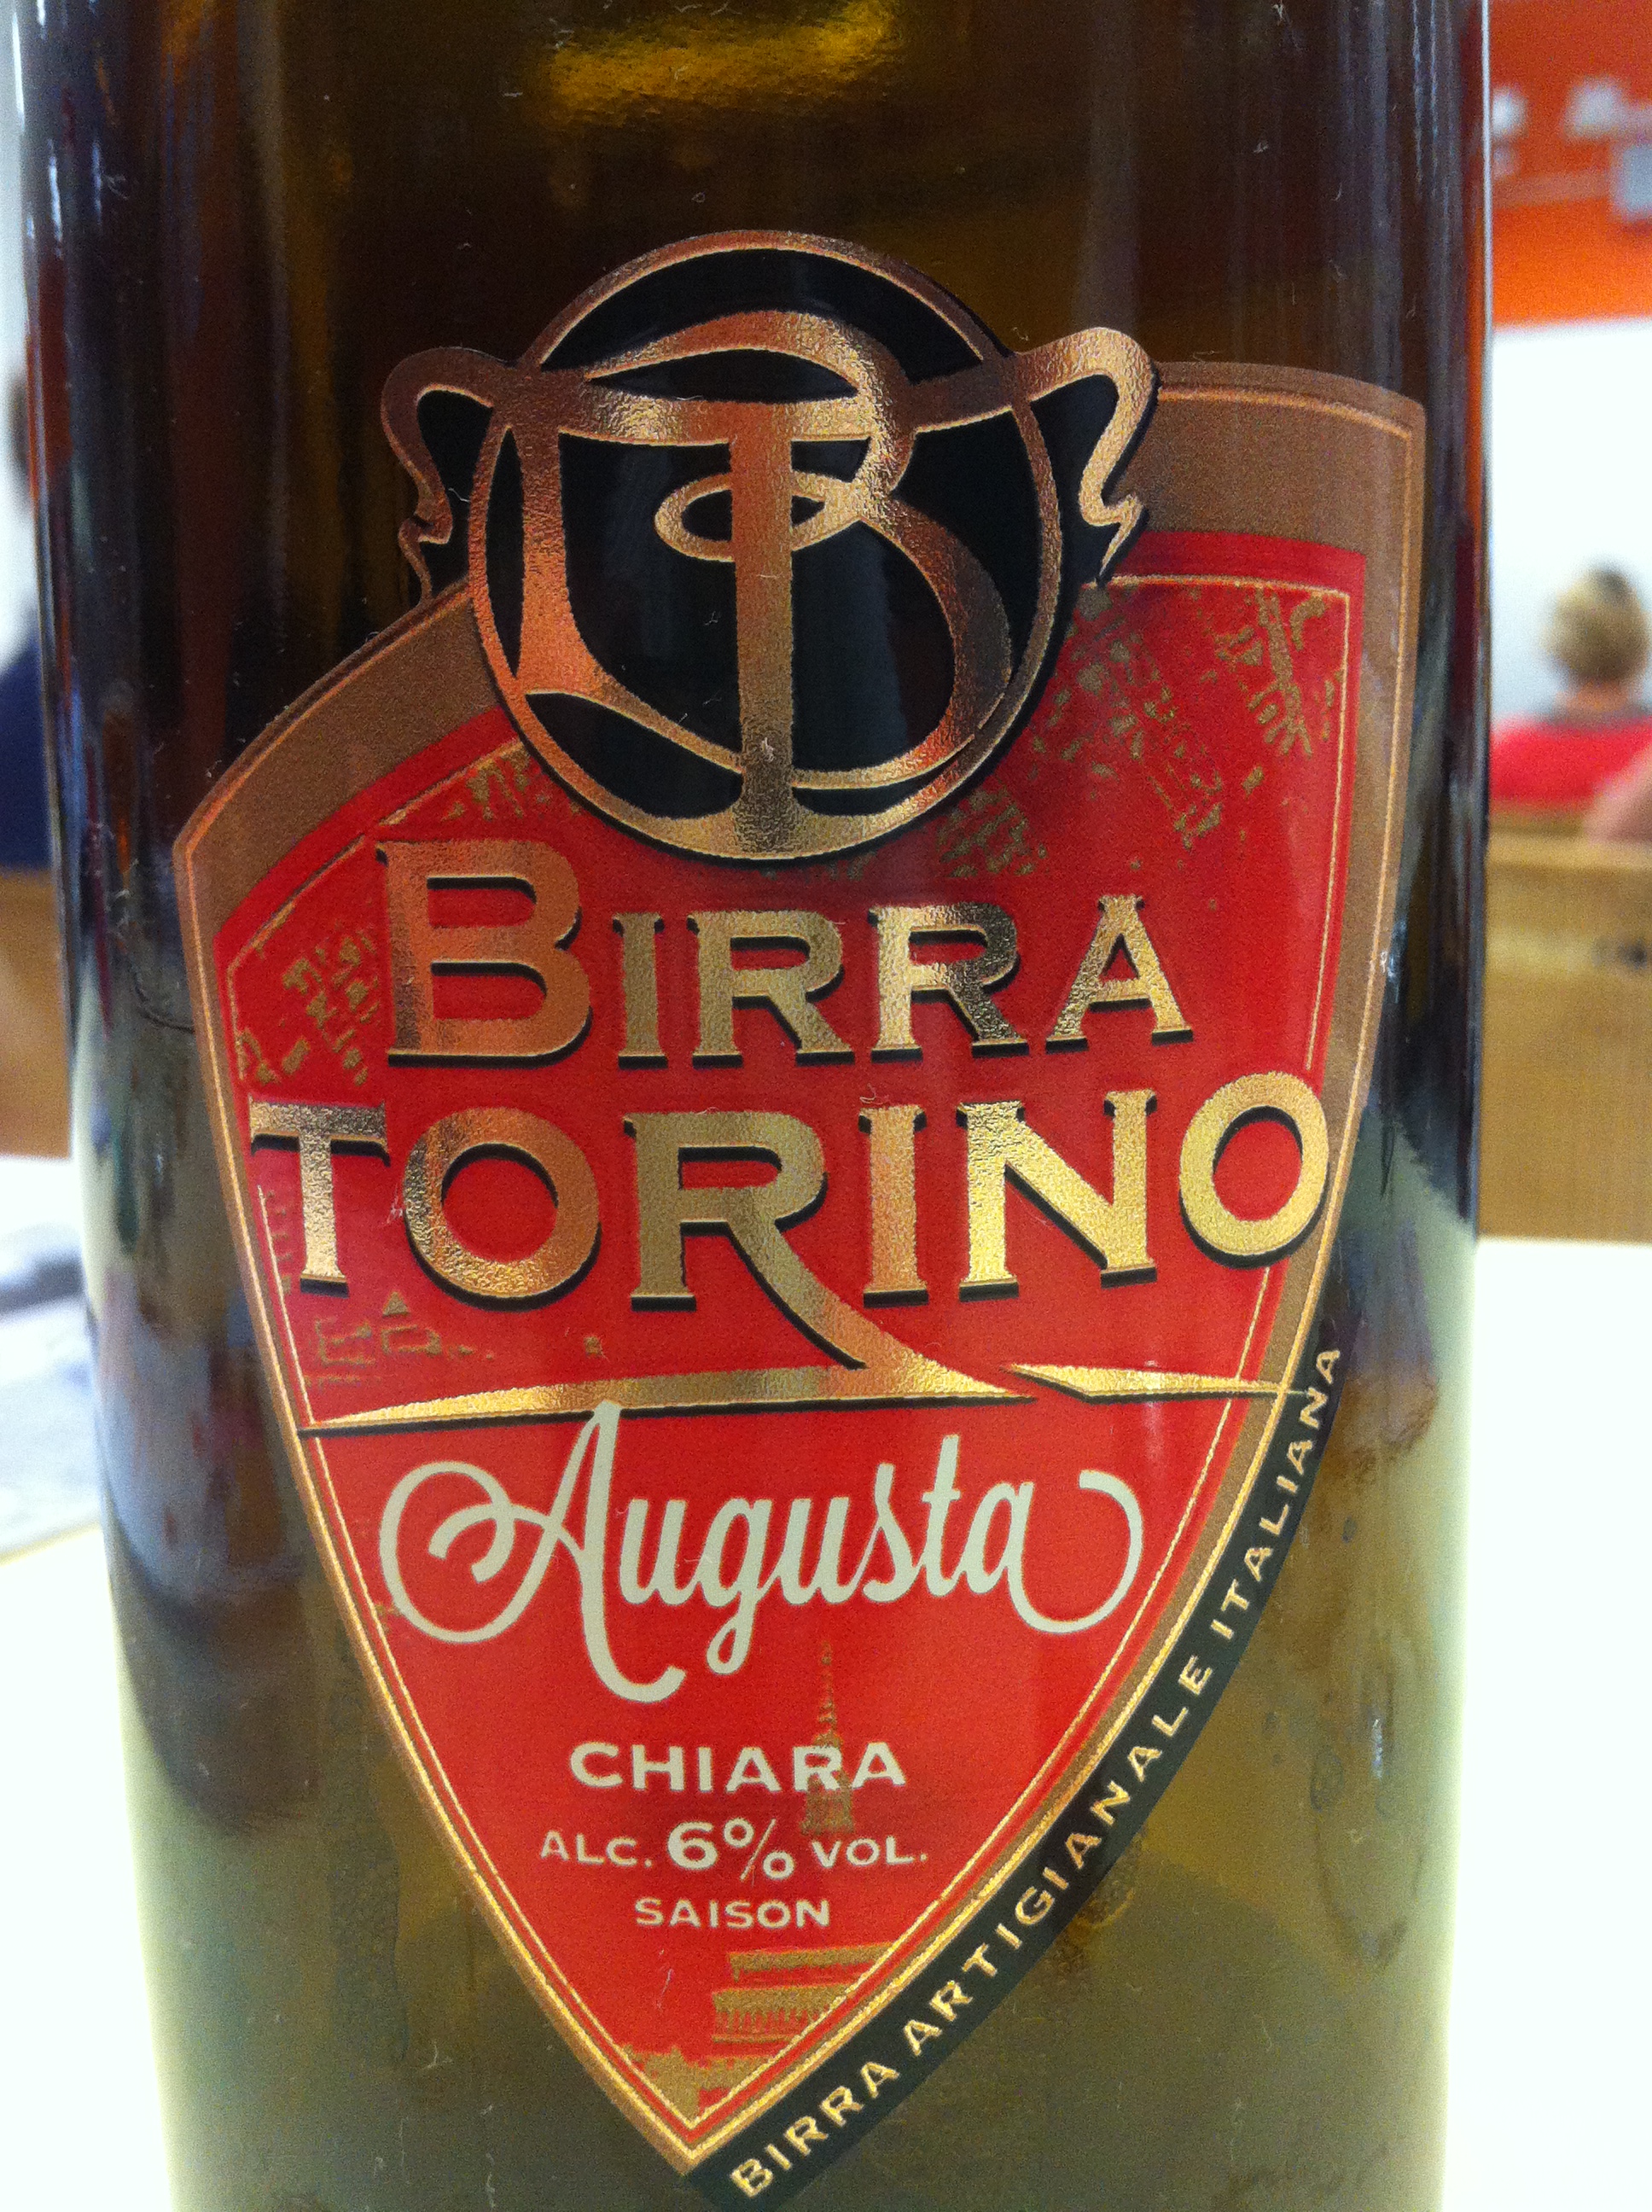 BIRRA
TORINO
Augusta
CHIARA
ALC. 6% VOL.
SAISON
BIRRA ARTIGIANALE ITALIANA